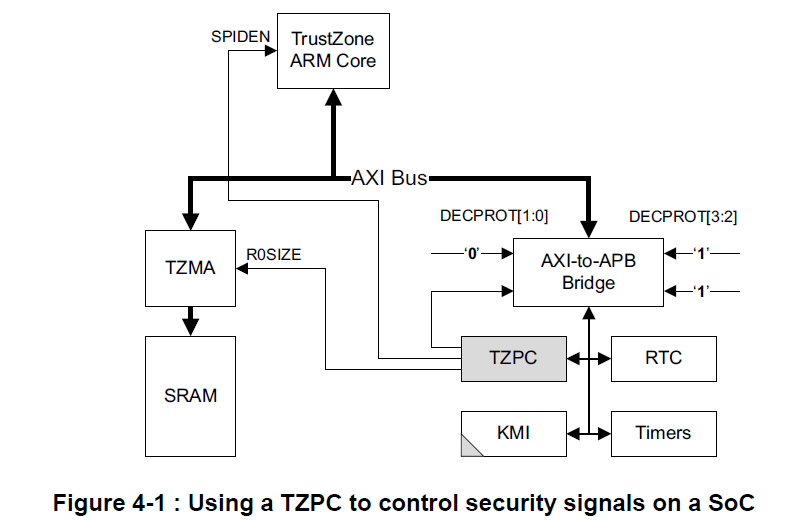 SPIDEN
TrustZone
ARM Core
AXI Bus
DECPROT[1:0]
DECPROT[3:2]
TZMA
R0SIZE
'0'
AXI-to-APB
Bridge
'1'
'1'
SRAM
TZPC
RTC
KMI
Timers
Figure 4-1 : Using a TZPC to control security signals on a SoC